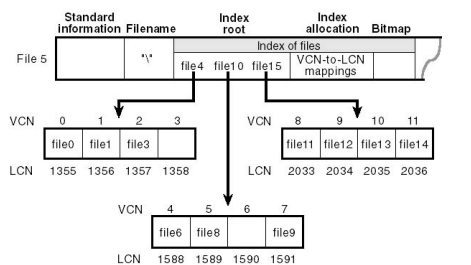 Standard information Filename Index root Index allocation Bitmap
File 5
"\"
Index of files
file4 file10 file15
VCN-to-LCN mappings
VCN 0 1 2 3
file0 file1 file3
LCN 1355 1356 1357 1358
VCN 8 9 10 11
file11 file12 file13 file14
LCN 2033 2034 2035 2036
VCN 4 5 6 7
file6 file8 file9
LCN 1588 1589 1590 1591